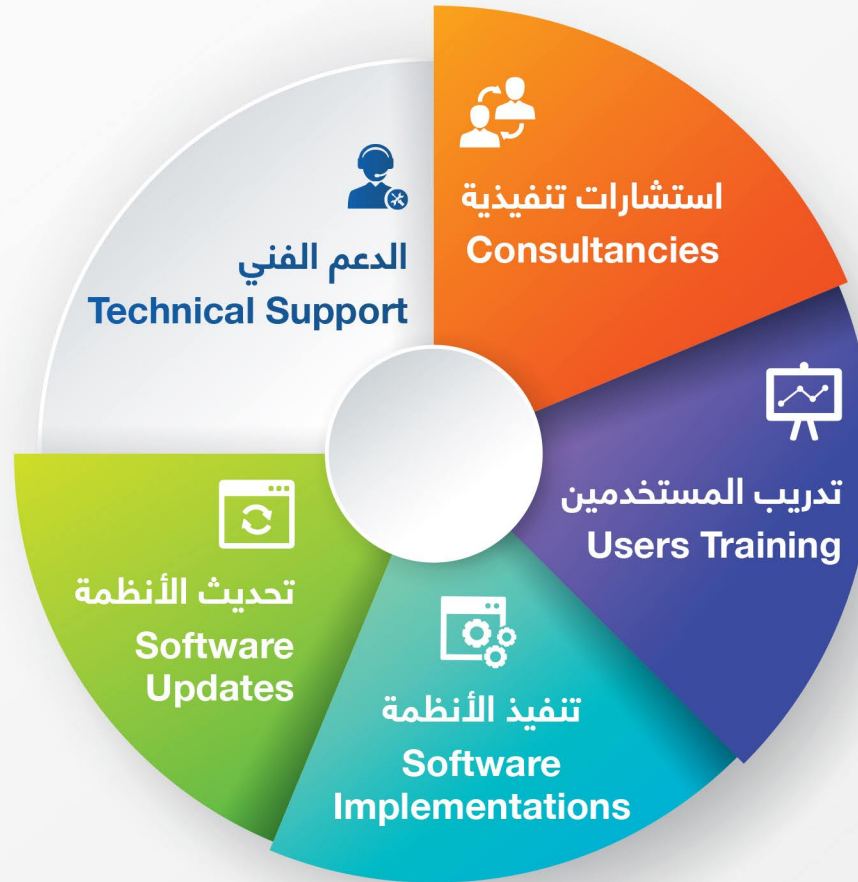 استشارات تنفيذية
Consultancies
تدريب المستخدمين
Users Training
تنفيذ الأنظمة
Software
Implementations
تحديث الأنظمة
Software
Updates
الدعم الفني
Technical Support